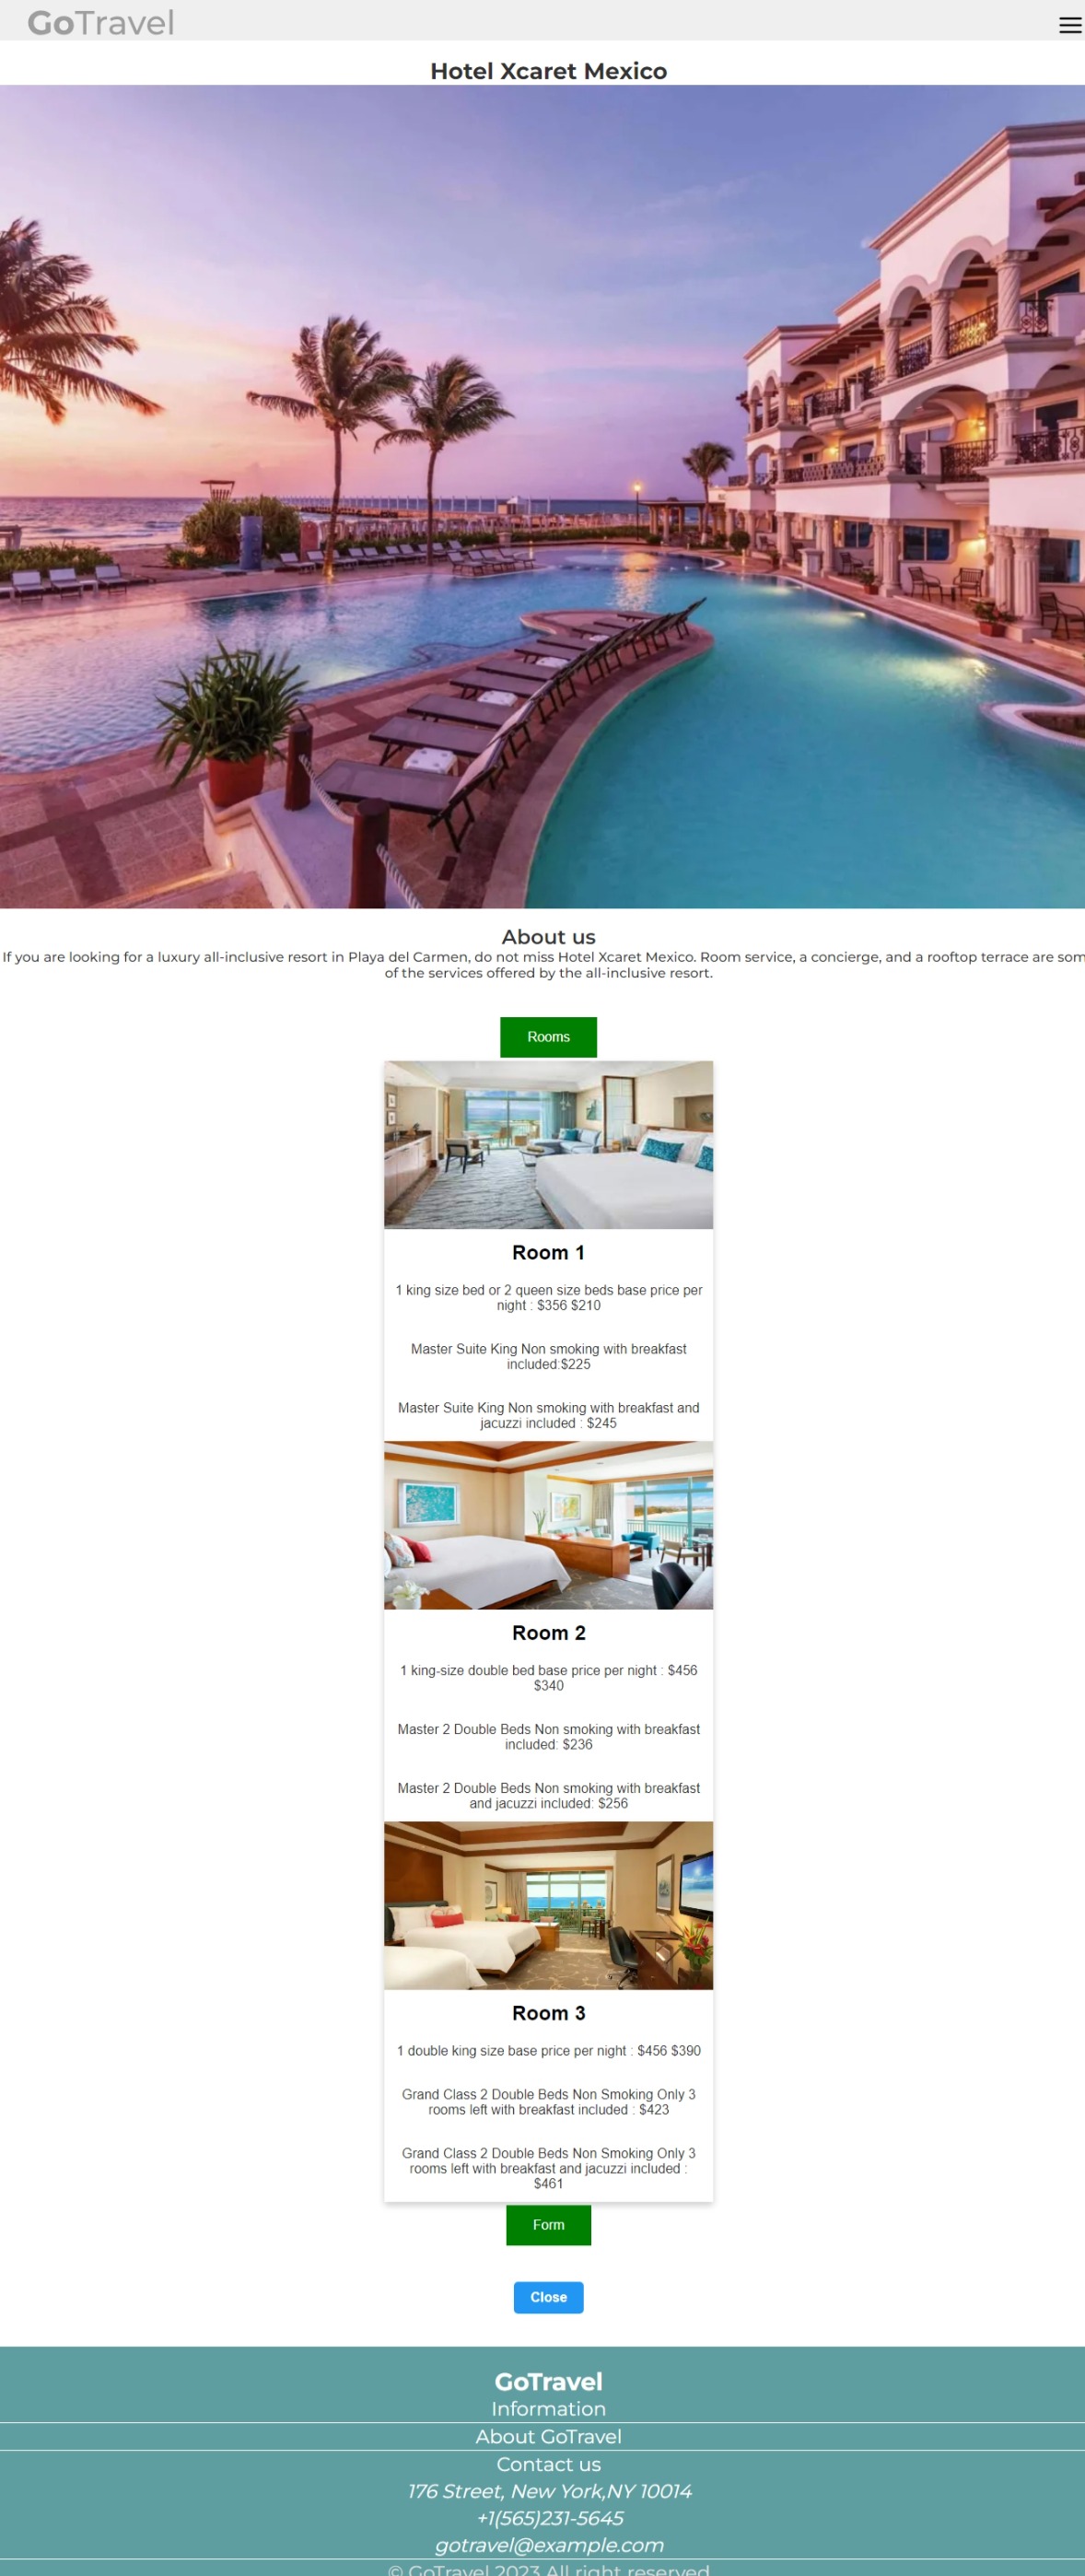 GoTravel
Hotel Xcaret Mexico
About us
If you are looking for a luxury all-inclusive resort in Playa del Carmen, do not miss Hotel Xcaret Mexico. Room service, a concierge, and a rooftop terrace are som
of the services offered by the all-inclusive resort.
Rooms
Room 1
1 king size bed or 2 queen size beds base price per
night : $356 $210
Master Suite King Non smoking with breakfast
included:$225
Master Suite King Non smoking with breakfast and
jacuzzi included : $245
Room 2
1 king-size double bed base price per night : $456
$340
Master 2 Double Beds Non smoking with breakfast
included: $236
Master 2 Double Beds Non smoking with breakfast
and jacuzzi included: $256
Room 3
1 double king size base price per night : $456 $390
Grand Class 2 Double Beds Non Smoking Only 3
rooms left with breakfast included : $423
Grand Class 2 Double Beds Non Smoking Only 3
rooms left with breakfast and jacuzzi included :
$461
Form
Close
GoTravel
Information
About GoTravel
Contact us
176 Street, New York,NY 10014
+1(565)231-5645
gotravel@example.com
© GoTravel 2023 All right reserved